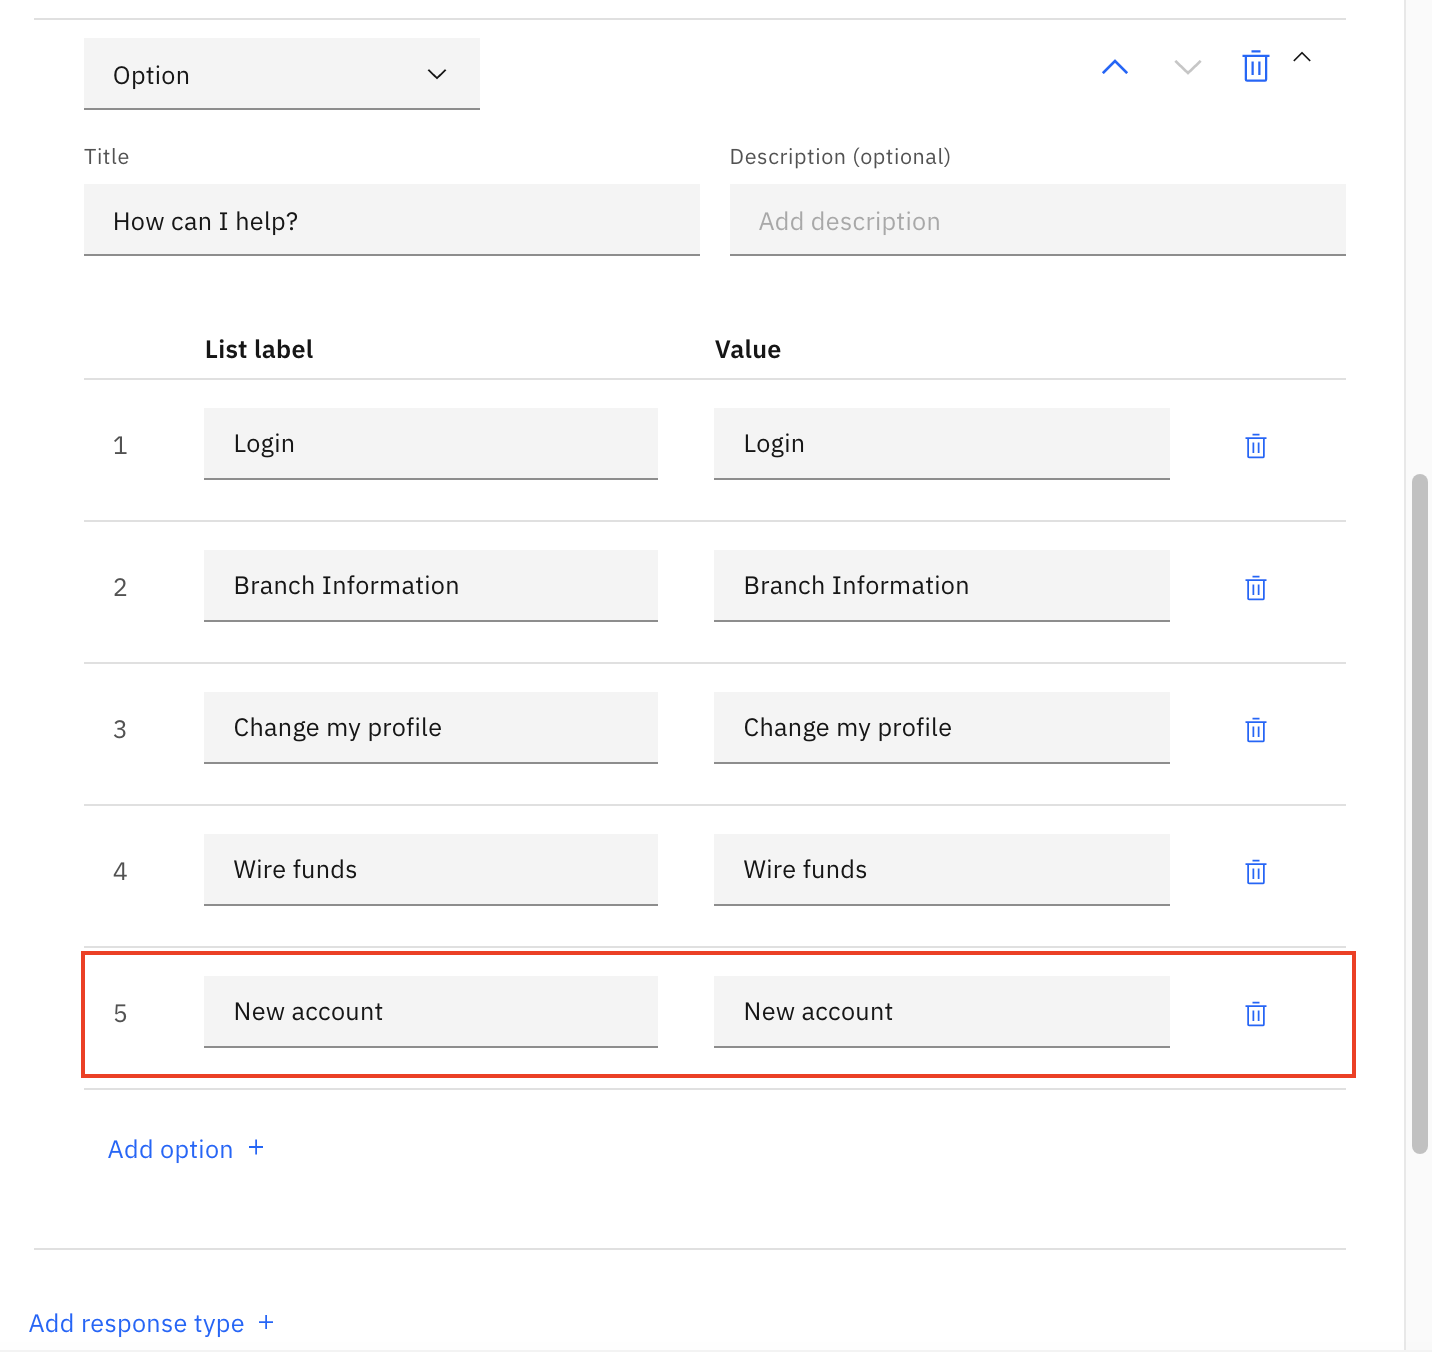 Option
Title
Description (optional)
How can I help?
Add description
List label
Value
1
Login
Login
2
Branch Information
Branch Information
3
Change my profile
Change my profile
4
Wire funds
Wire funds
5
New account
New account
Add option +
Add response type +